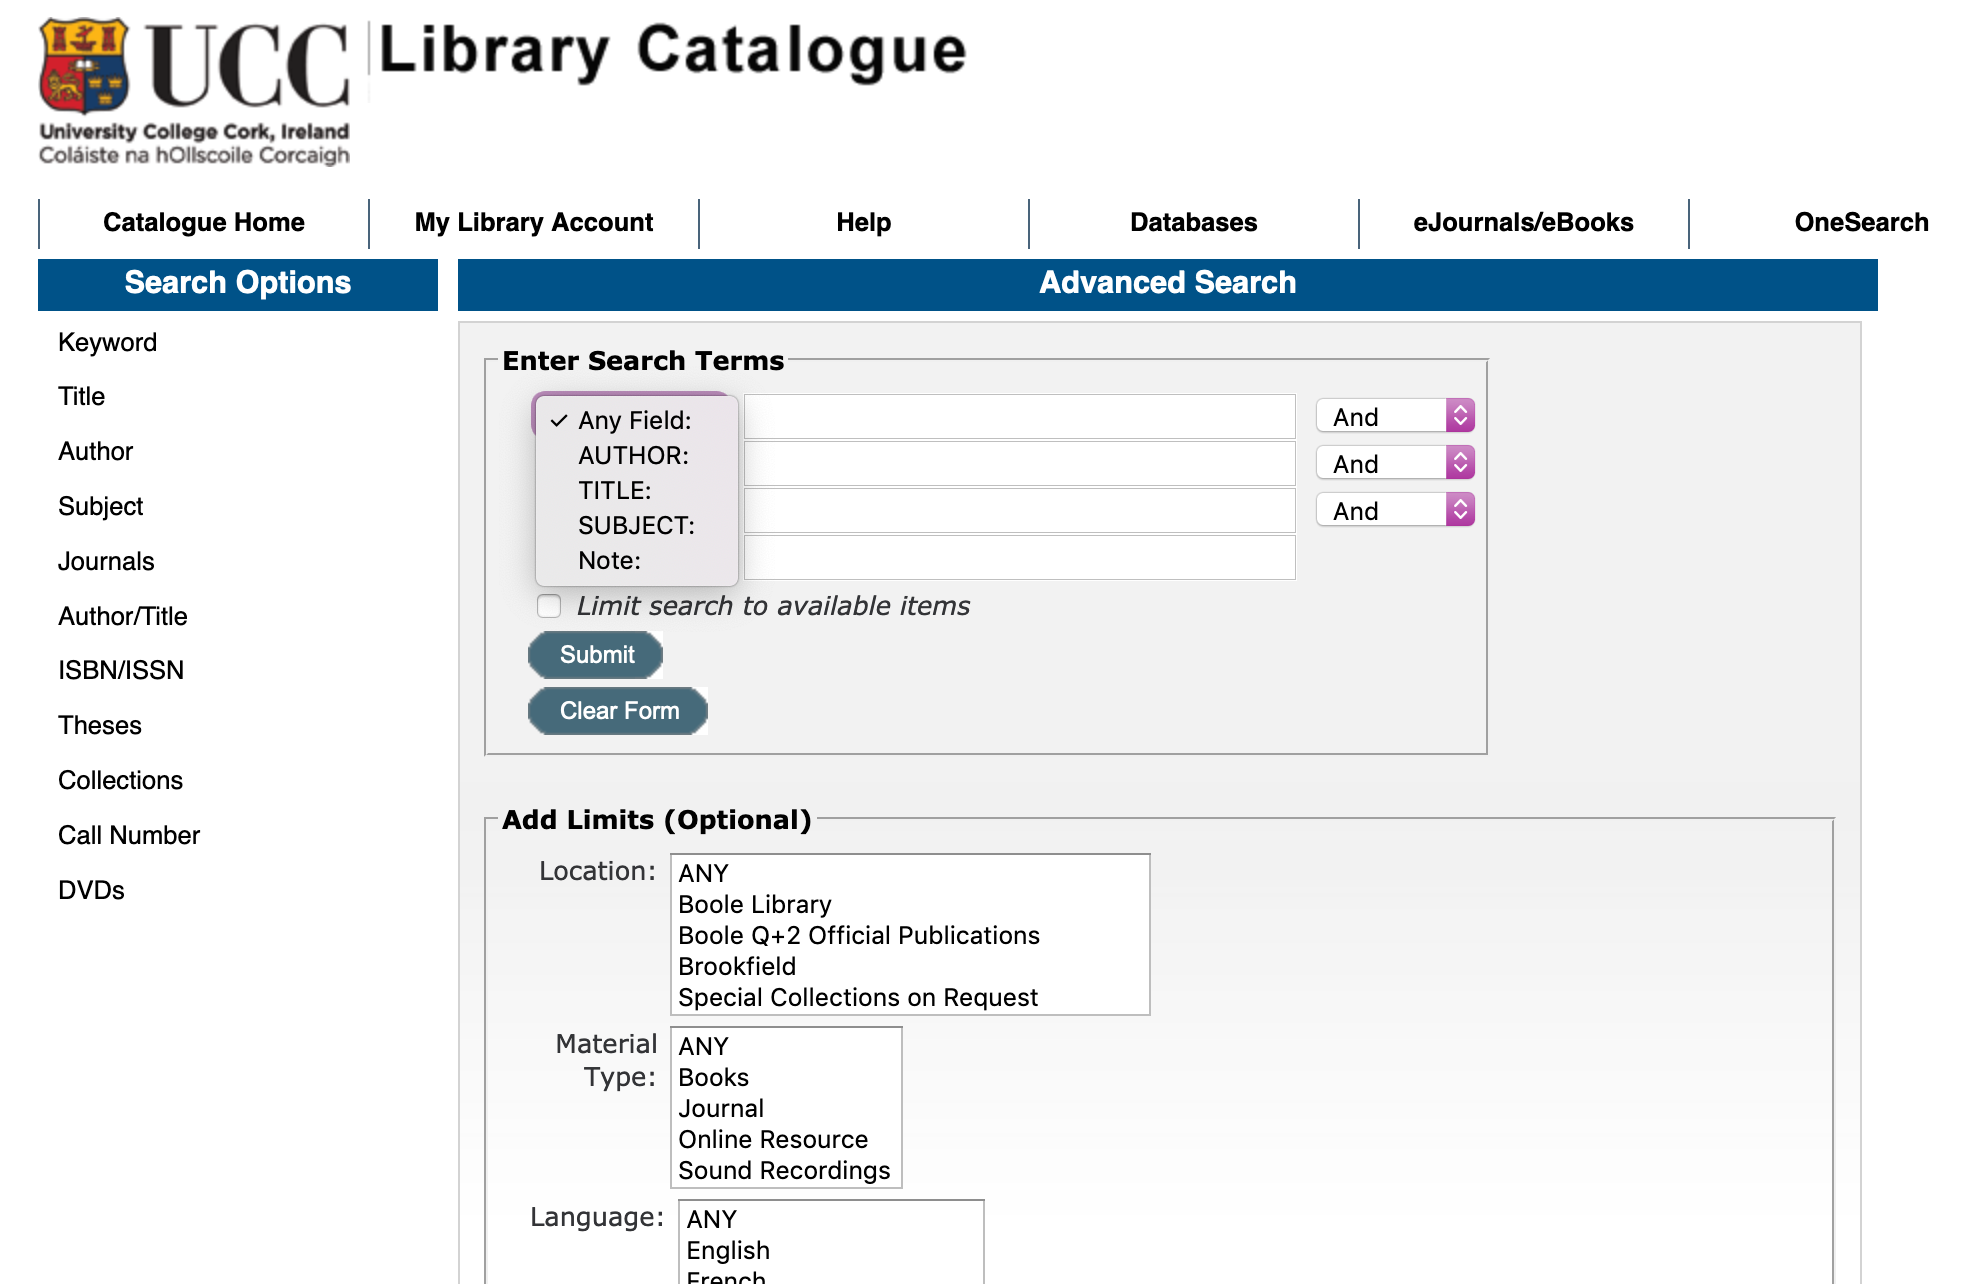 UCC
Library Catalogue
University College Cork, Ireland
Coláiste na hOllscoile Corcaigh
Catalogue Home
My Library Account
Help
Databases
eJournals/eBooks
OneSearch
Search Options
Keyword
Title
Author
Subject
Journals
Author/Title
ISBN/ISSN
Theses
Collections
Call Number
DVDs
Advanced Search
Enter Search Terms
✓ Any Field:
AUTHOR:
TITLE:
SUBJECT:
Note:
And
And
And
Limit search to available items
Submit
Clear Form
Add Limits (Optional)
Location:
ANY
Boole Library
Boole Q+2 Official Publications
Brookfield
Special Collections on Request
Material
Type:
ANY
Books
Journal
Online Resource
Sound Recordings
Language:
ANY
English
French